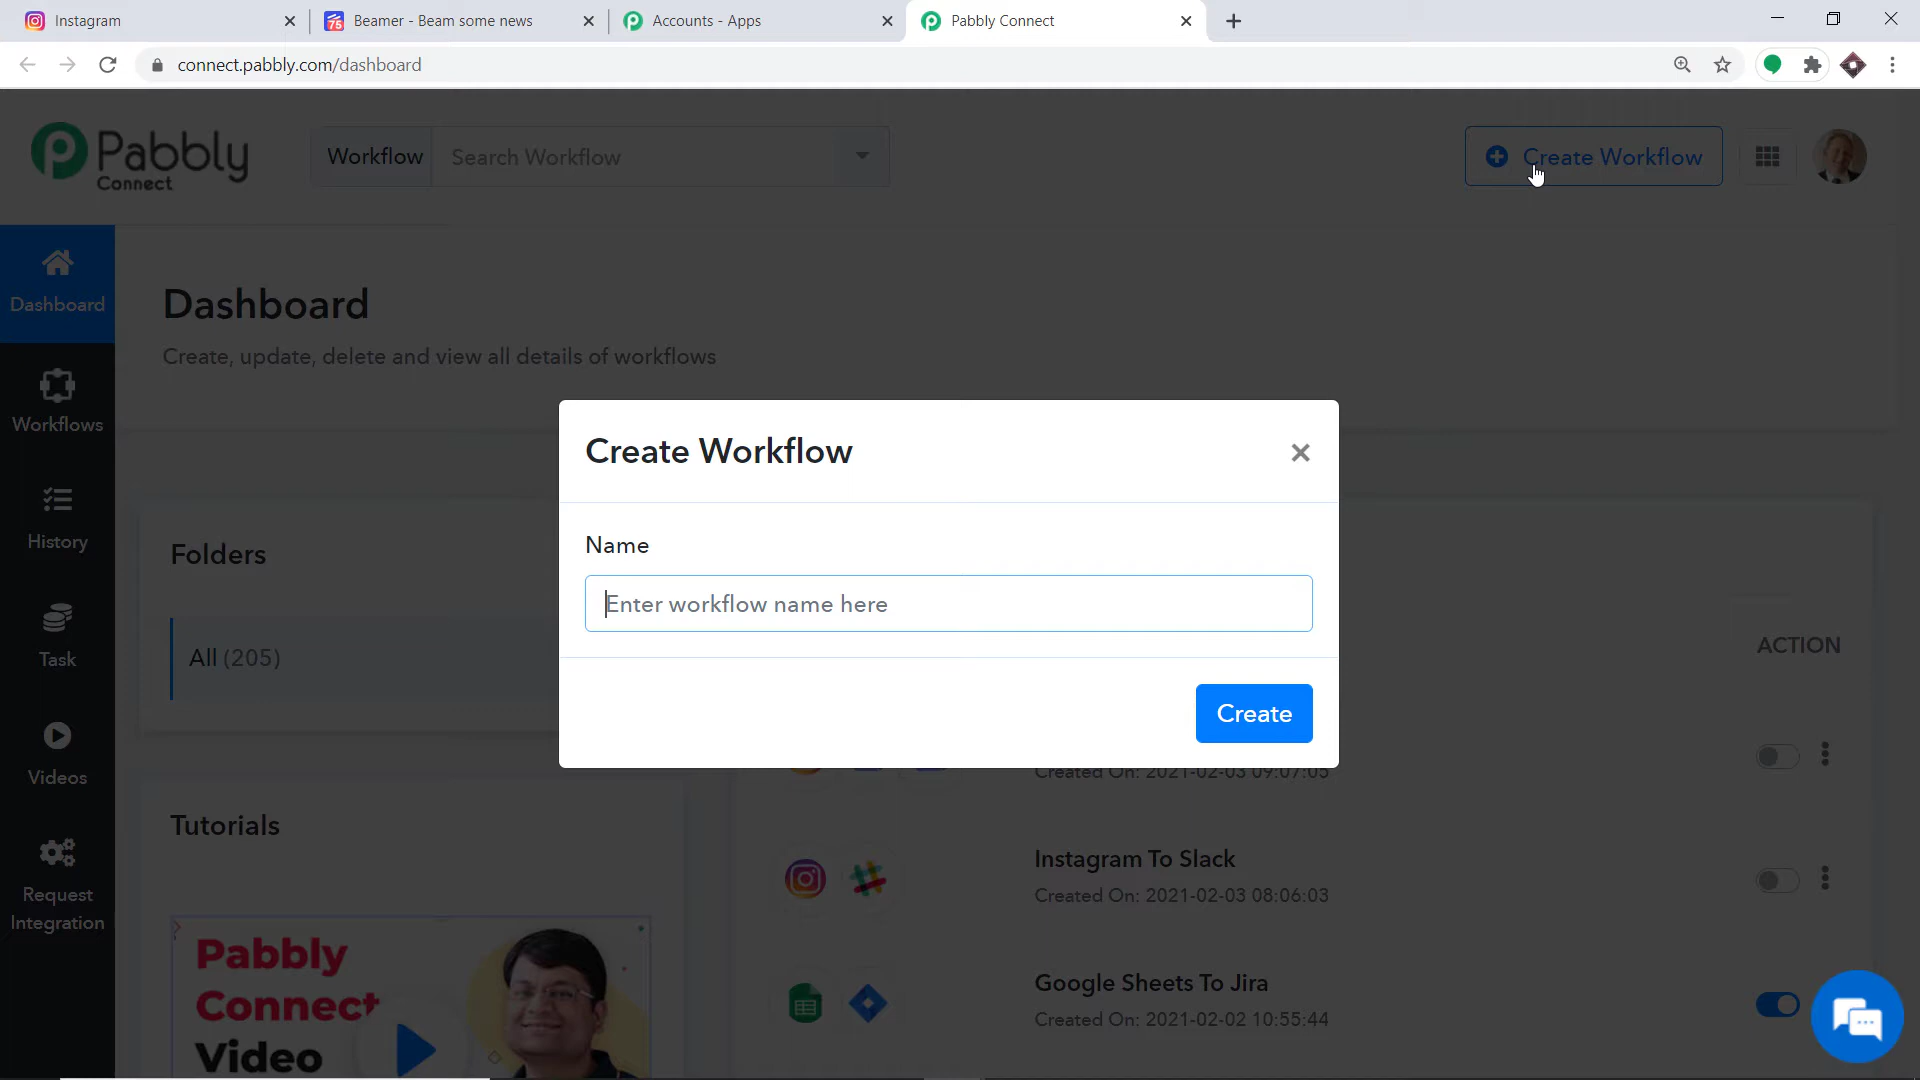 Instagram
Beamer - Beam some news
Accounts - Apps
Pabbly Connect
connect.pabbly.com/dashboard
Pabbly
Connect
Workflow
Search Workflow
Create Workflow
Dashboard
Dashboard
Create, update, delete and view all details of workflows
Workflows
Create Workflow
History
Name
Folders
Enter workflow name here
Task
All (205)
ACTION
Create
Videos
Created On: 2021-02-03 09:07:05
Tutorials
Instagram To Slack
Created On: 2021-02-03 08:06:03
Request
Integration
Pabbly
Connect
Video
Google Sheets To Jira
Created On: 2021-02-02 10:55:44